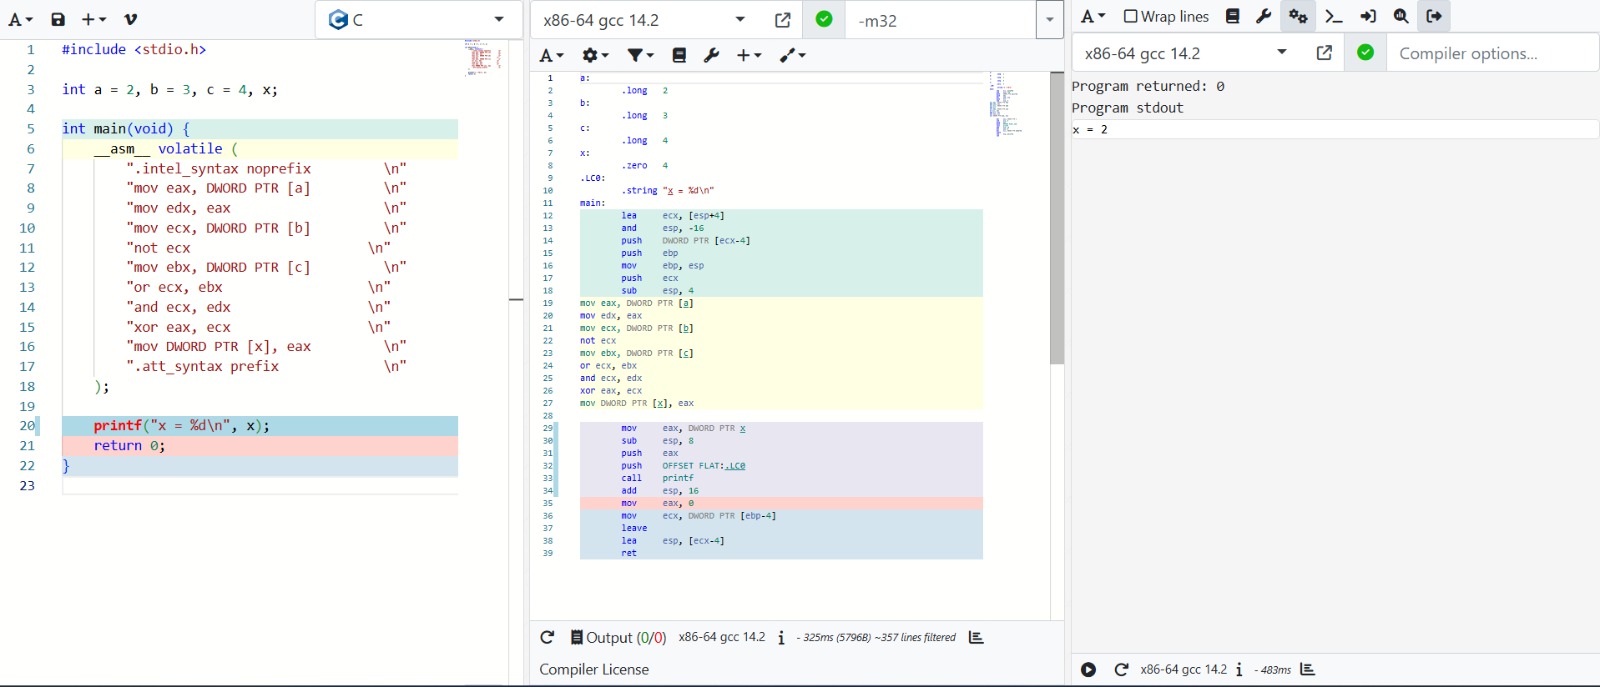 A
C
1 #include <stdio.h>
2
3 int a = 2, b = 3, c = 4, x;
4
5 int main(void) {
6 __asm__ volatile (
7 ".intel_syntax noprefix \n"
8 "mov eax, DWORD PTR [a] \n"
9 "mov edx, eax \n"
10 "mov ecx, DWORD PTR [b] \n"
11 "not ecx \n"
12 "mov ebx, DWORD PTR [c] \n"
13 "or ecx, ebx \n"
14 "and ecx, edx \n"
15 "xor eax, ecx \n"
16 "mov DWORD PTR [x], eax \n"
17 ".att_syntax prefix \n"
18 );
19
20 printf("x = %d\n", x);
21 return 0;
22 }
23
x86-64 gcc 14.2
-m32
A
1 a:
2 .long 2
3 b:
4 .long 3
5 c:
6 .long 4
7 x:
8 .zero 4
9 .LC0:
10 .string "x = %d\n"
11 main:
12 lea ecx, [esp+4]
13 and esp, -16
14 push DWORD PTR [ecx-4]
15 push ebp
16 mov ebp, esp
17 push ecx
18 sub esp, 4
19 mov eax, DWORD PTR [a]
20 mov edx, eax
21 mov ecx, DWORD PTR [b]
22 not ecx
23 mov ebx, DWORD PTR [c]
24 or ecx, ebx
25 and ecx, edx
26 xor eax, ecx
27 mov DWORD PTR [x], eax
28
29 mov eax, DWORD PTR x
30 sub esp, 8
31 push eax
32 push OFFSET FLAT:.LC0
33 call printf
34 add esp, 16
35 mov eax, 0
36 mov ecx, DWORD PTR [ebp-4]
37 leave
38 lea esp, [ecx-4]
39 ret
Output (0/0) x86-64 gcc 14.2 i - 325ms (5796B) ~357 lines filtered
Compiler License
A Wrap lines
x86-64 gcc 14.2
Compiler options...
Program returned: 0
Program stdout
x = 2
x86-64 gcc 14.2 i - 483ms